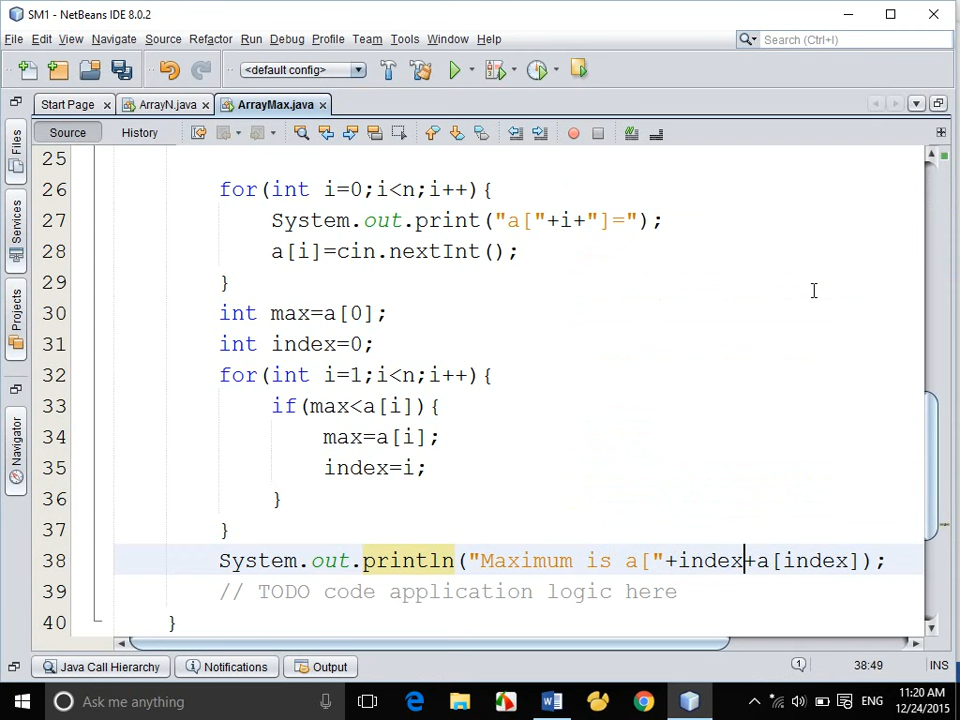 SM1 - NetBeans IDE 8.0.2
File Edit View Navigate Source Refactor Run Debug Profile Team Tools Window Help
Search (Ctrl+I)
<default config>
Start Page ArrayN.java ArrayMax.java
Source History
Files
Services
Projects
Navigator
25
26 for(int i=0;i<n;i++){
27 System.out.print("a["+i+"]=");
28 a[i]=cin.nextInt();
29 }
30 int max=a[0];
31 int index=0;
32 for(int i=1;i<n;i++){
33 if(max<a[i]){
34 max=a[i];
35 index=i;
36 }
37 }
38 System.out.println("Maximum is a["+index+a[index]);
39 // TODO code application logic here
40 }
Java Call Hierarchy Notifications Output
1 38:49 INS
Ask me anything
ENG
11:20 AM
12/24/2015